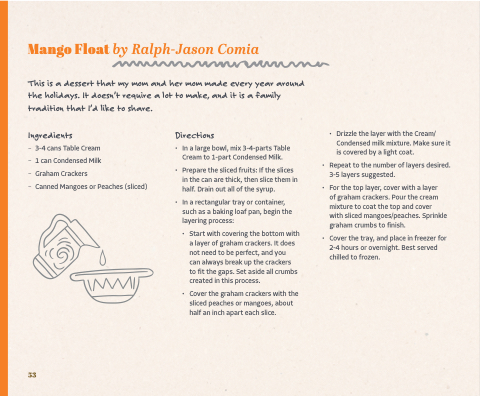 Mango Float by Ralph-Jason Comia
This is a dessert that my mom and her mom made every year around
the holidays. It doesn't require a lot to make, and it is a family
tradition that I'd like to share.
Ingredients
- 3-4 cans Table Cream
- 1 can Condensed Milk
- Graham Crackers
- Canned Mangoes or Peaches (sliced)
Directions
• In a large bowl, mix 3-4-parts Table
Cream to 1-part Condensed Milk.
• Prepare the sliced fruits: If the slices
in the can are thick, then slice them in
half. Drain out all of the syrup.
• In a rectangular tray or container,
such as a baking loaf pan, begin the
layering process:
• Start with covering the bottom with
a layer of graham crackers. It does
not need to be perfect, and you
can always break up the crackers
to fit the gaps. Set aside all crumbs
created in this process.
• Cover the graham crackers with the
sliced peaches or mangoes, about
half an inch apart each slice.
• Drizzle the layer with the Cream/
Condensed milk mixture. Make sure it
is covered by a light coat.
• Repeat to the number of layers desired.
3-5 layers suggested.
• For the top layer, cover with a layer
of graham crackers. Pour the cream
mixture to coat the top and cover
with sliced mangoes/peaches. Sprinkle
graham crumbs to finish.
• Cover the tray, and place in freezer for
2-4 hours or overnight. Best served
chilled to frozen.
53